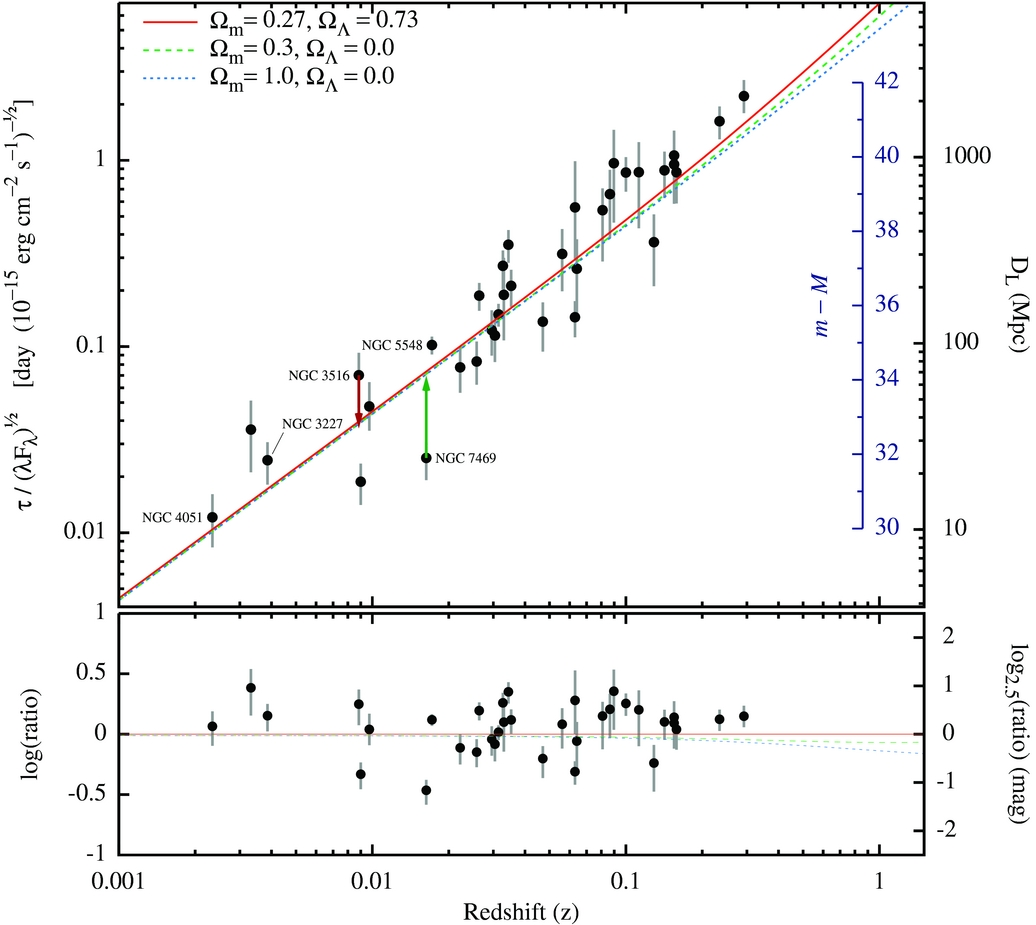 Ωm = 0.27, ΩΛ = 0.73
Ωm = 0.3, ΩΛ = 0.0
Ωm = 1.0, ΩΛ = 0.0
τ / (λFλ)^½ [day (10⁻¹⁵ erg cm⁻² s⁻¹)⁻½]
1
0.1
0.01
NGC 5548
NGC 3516
NGC 3227
NGC 7469
NGC 4051
42
40
38
36
34
32
30
m − M
1000
100
10
D_L (Mpc)
1
0.5
0
-0.5
-1
log(ratio)
2
1
0
-1
-2
log2.5(ratio) (mag)
0.001
0.01
0.1
1
Redshift (z)